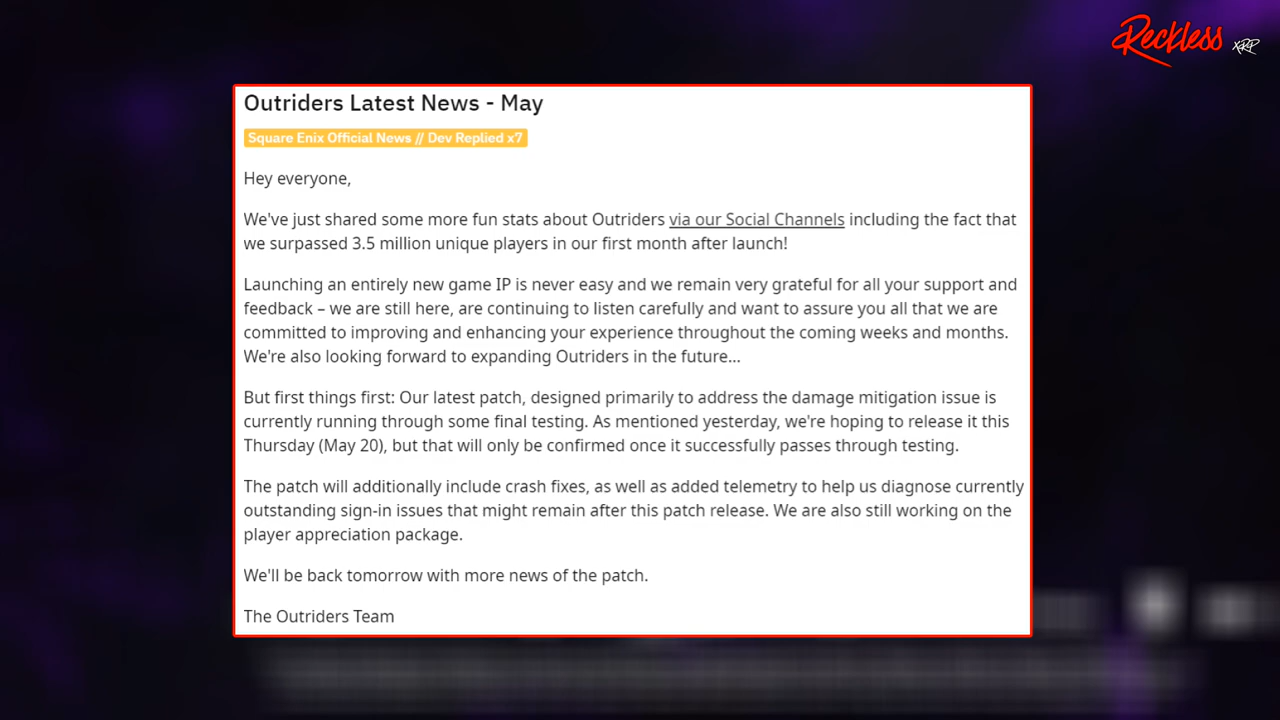 Reckless XRP
Outriders Latest News - May
Square Enix Official News // Dev Replied x7
Hey everyone,
We've just shared some more fun stats about Outriders via our Social Channels including the fact that
we surpassed 3.5 million unique players in our first month after launch!
Launching an entirely new game IP is never easy and we remain very grateful for all your support and
feedback – we are still here, are continuing to listen carefully and want to assure you all that we are
committed to improving and enhancing your experience throughout the coming weeks and months.
We're also looking forward to expanding Outriders in the future...
But first things first: Our latest patch, designed primarily to address the damage mitigation issue is
currently running through some final testing. As mentioned yesterday, we're hoping to release it this
Thursday (May 20), but that will only be confirmed once it successfully passes through testing.
The patch will additionally include crash fixes, as well as added telemetry to help us diagnose currently
outstanding sign-in issues that might remain after this patch release. We are also still working on the
player appreciation package.
We'll be back tomorrow with more news of the patch.
The Outriders Team